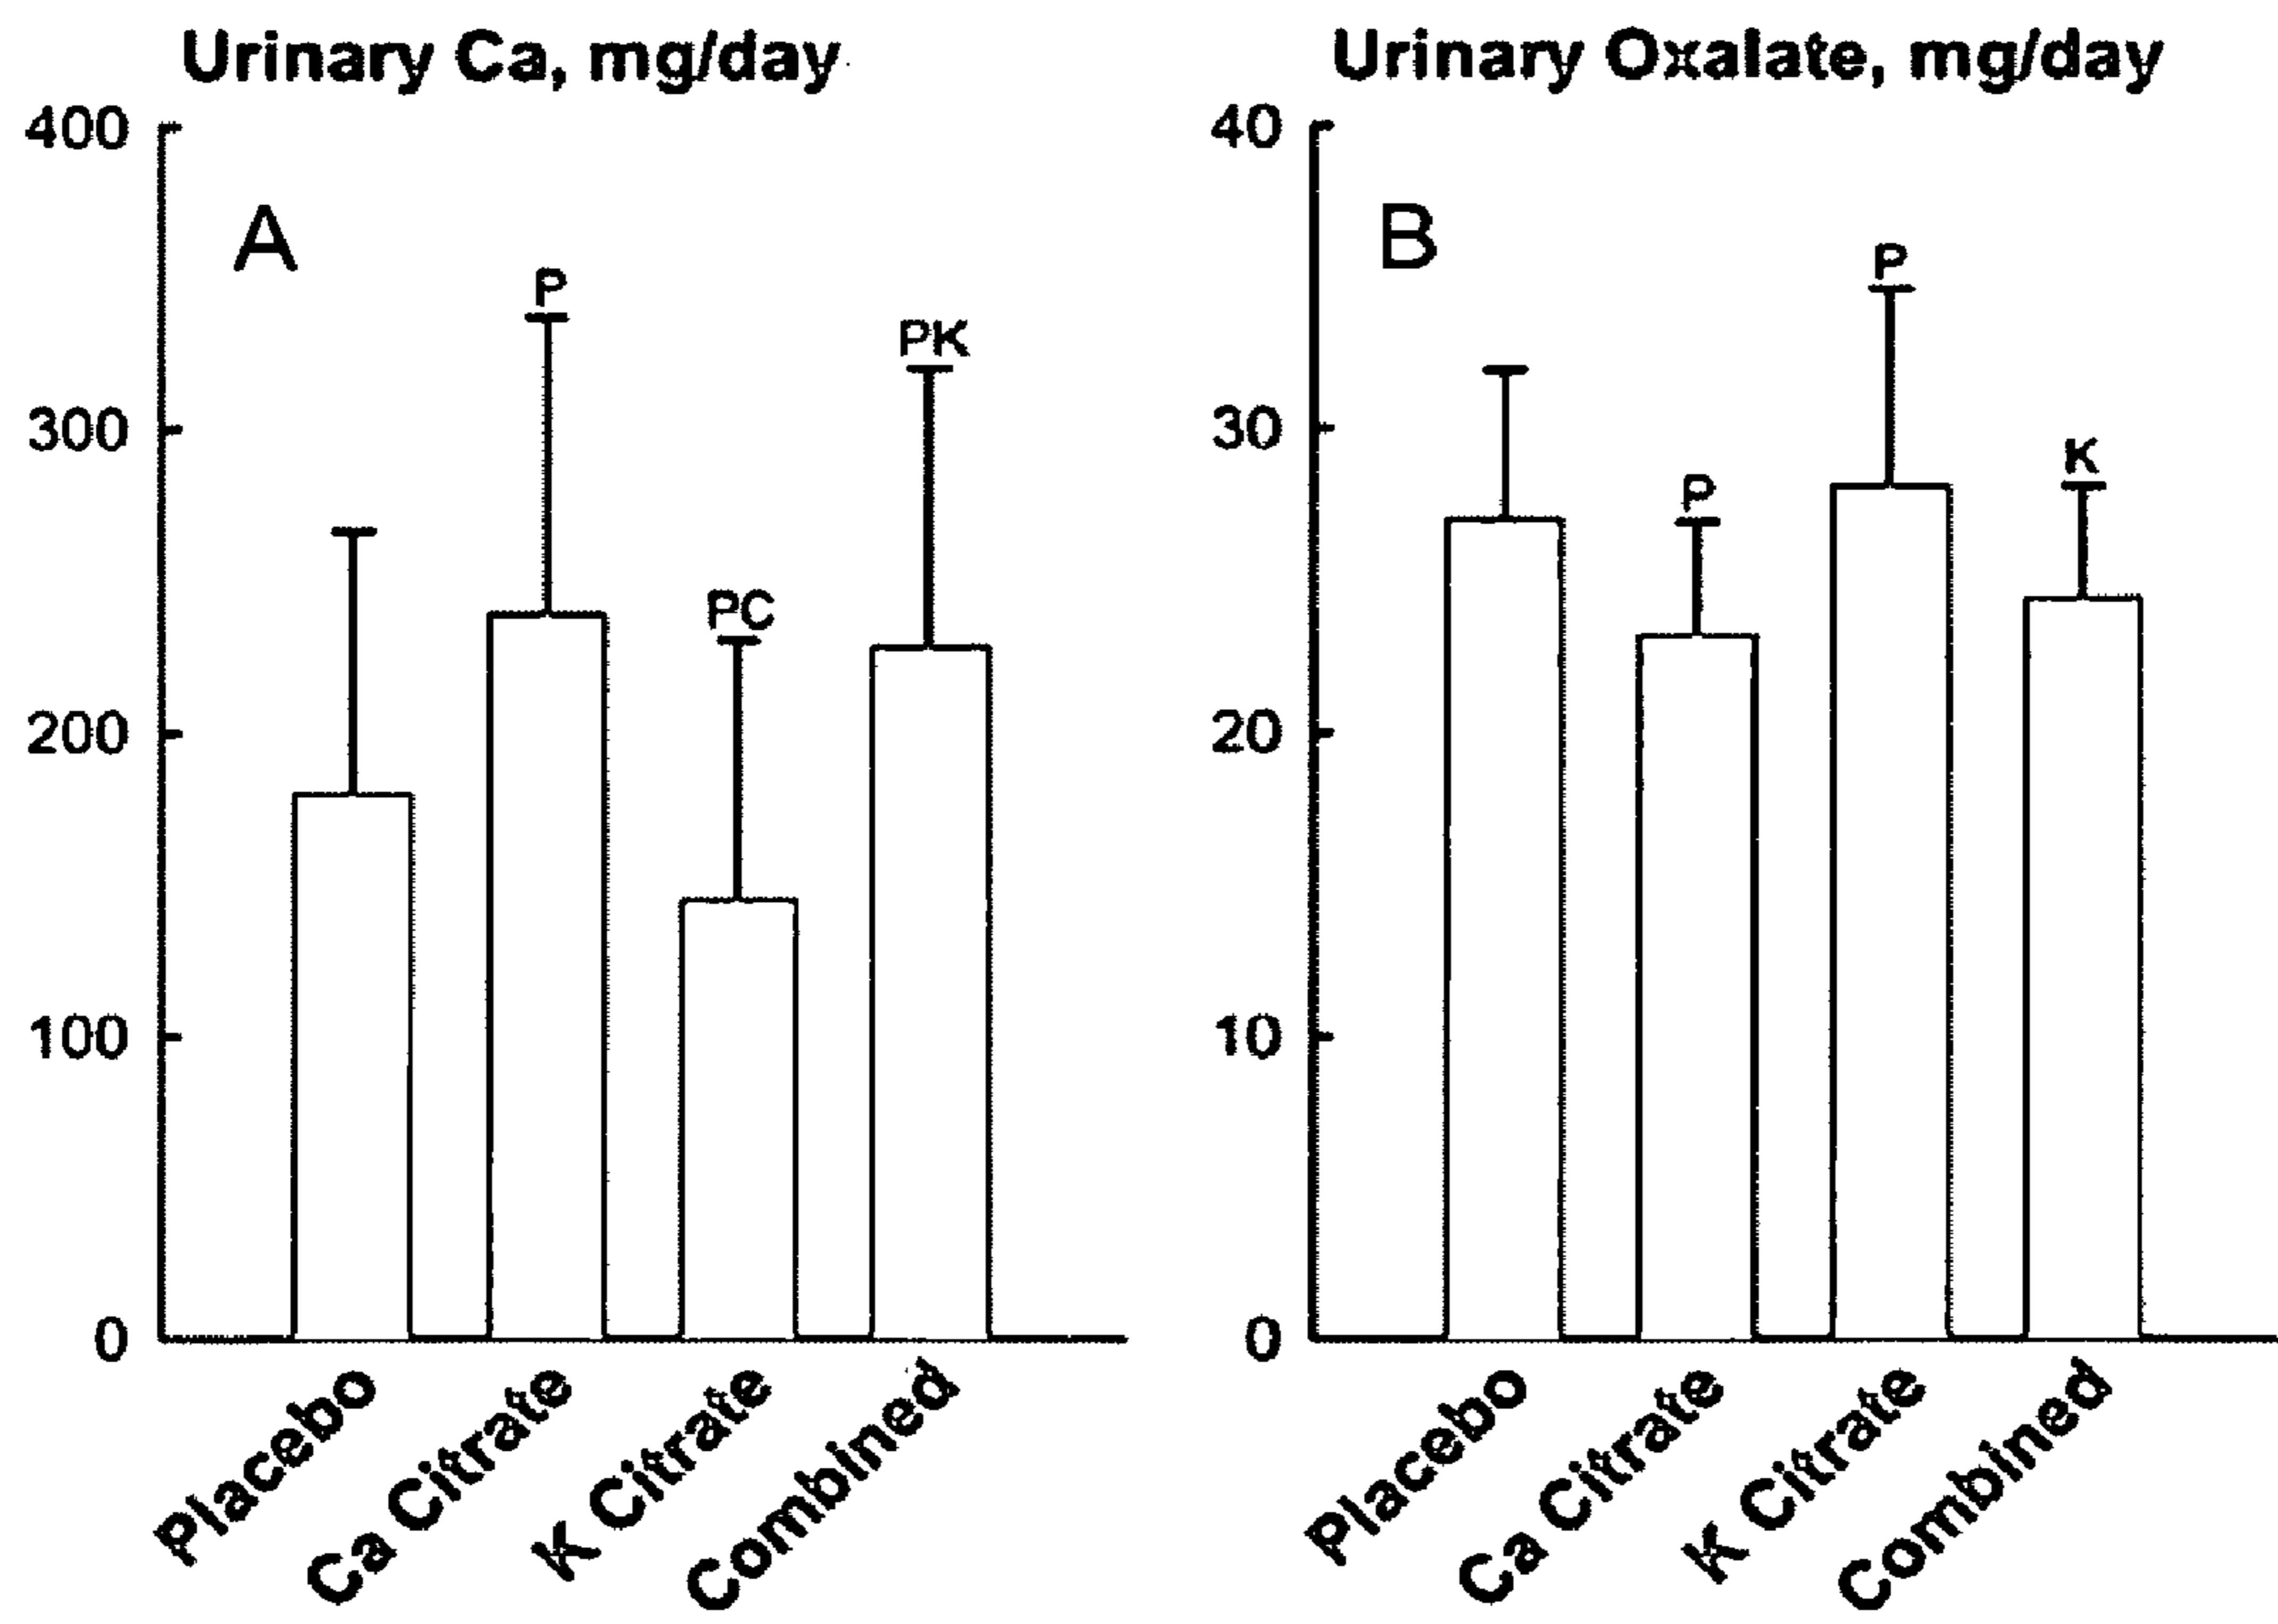 Urinary Ca, mg/day
400
300
200
100
0
A
P
PC
PK
Placebo
Ca Citrate
K Citrate
Combined
Urinary Oxalate, mg/day
40
30
20
10
0
B
P
P
K
Placebo
Ca Citrate
K Citrate
Combined